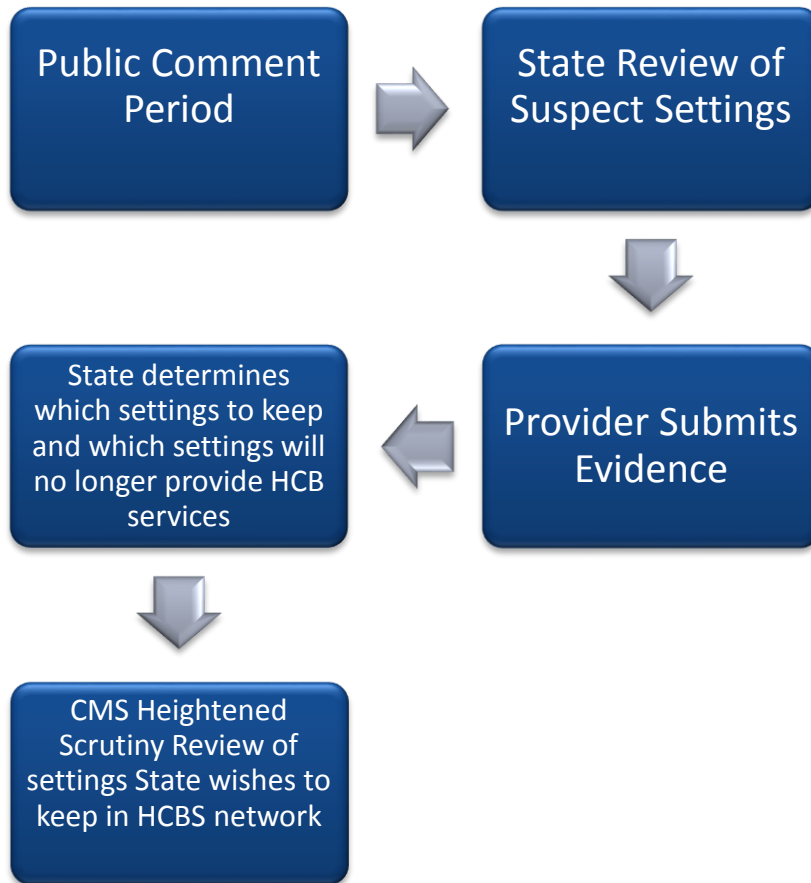 Public Comment
Period
State Review of
Suspect Settings
Provider Submits
Evidence
State determines
which settings to keep
and which settings will
no longer provide HCB
services
CMS Heightened
Scrutiny Review of
settings State wishes to
keep in HCBS network